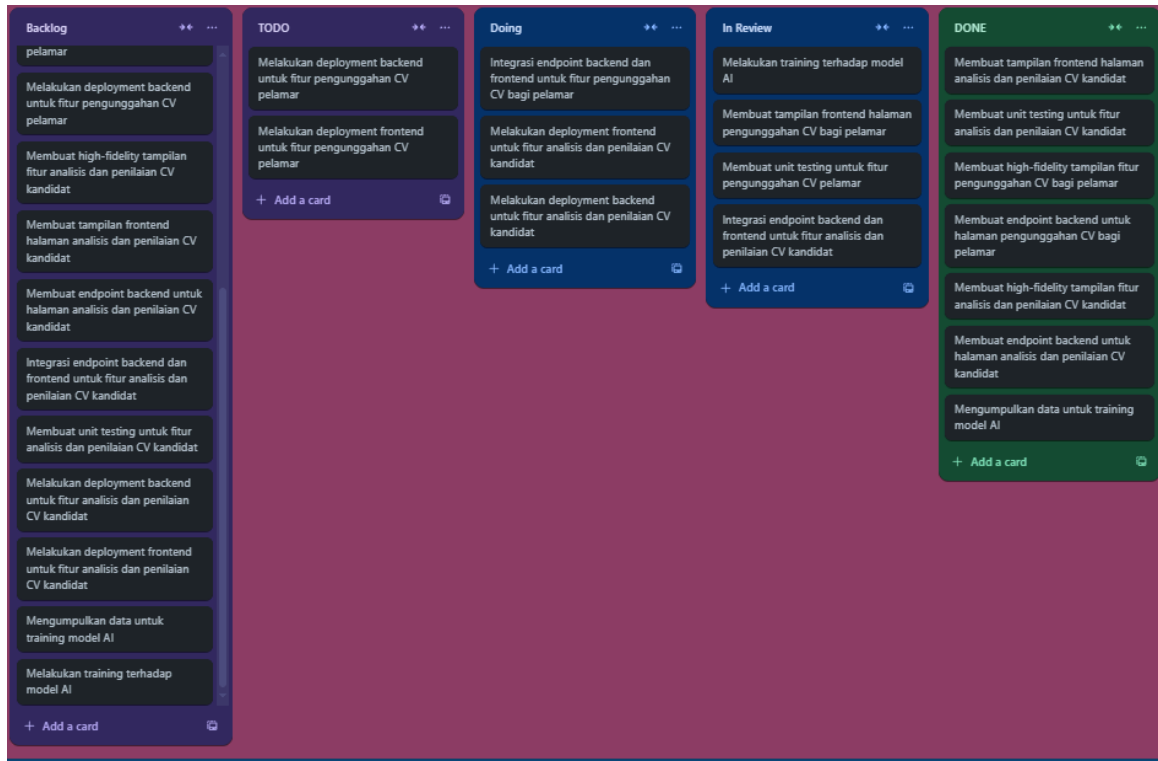 Backlog
pelamar
Melakukan deployment backend
untuk fitur pengunggahan CV
pelamar
Membuat high-fidelity tampilan
fitur analisis dan penilaian CV
kandidat
Membuat tampilan frontend
halaman analisis dan penilaian CV
kandidat
Membuat endpoint backend untuk
halaman analisis dan penilaian CV
kandidat
Integrasi endpoint backend dan
frontend untuk fitur analisis dan
penilaian CV kandidat
Membuat unit testing untuk fitur
analisis dan penilaian CV kandidat
Melakukan deployment backend
untuk fitur analisis dan penilaian
CV kandidat
Melakukan deployment frontend
untuk fitur analisis dan penilaian
CV kandidat
Mengumpulkan data untuk
training model AI
Melakukan training terhadap
model AI
+ Add a card
TODO
Melakukan deployment backend
untuk fitur pengunggahan CV
pelamar
Melakukan deployment frontend
untuk fitur pengunggahan CV
pelamar
+ Add a card
Doing
Integrasi endpoint backend dan
frontend untuk fitur pengunggahan
CV bagi pelamar
Melakukan deployment frontend
untuk fitur analisis dan penilaian CV
kandidat
Melakukan deployment backend
untuk fitur analisis dan penilaian CV
kandidat
+ Add a card
In Review
Melakukan training terhadap model
AI
Membuat tampilan frontend halaman
pengunggahan CV bagi pelamar
Membuat unit testing untuk fitur
pengunggahan CV pelamar
Integrasi endpoint backend dan
frontend untuk fitur analisis dan
penilaian CV kandidat
+ Add a card
DONE
Membuat tampilan frontend halaman
analisis dan penilaian CV kandidat
Membuat unit testing untuk fitur
analisis dan penilaian CV kandidat
Membuat high-fidelity tampilan fitur
pengunggahan CV bagi pelamar
Membuat endpoint backend untuk
halaman pengunggahan CV bagi
pelamar
Membuat high-fidelity tampilan fitur
analisis dan penilaian CV kandidat
Membuat endpoint backend untuk
halaman analisis dan penilaian CV
kandidat
Mengumpulkan data untuk training
model AI
+ Add a card